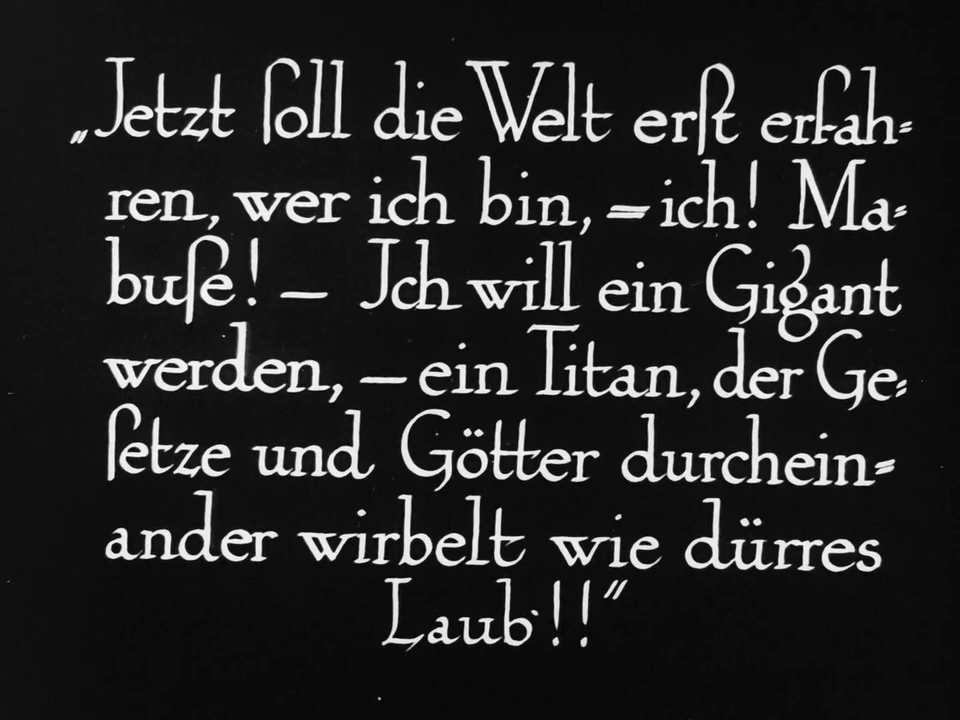 „Jetzt ſoll die Welt erſt erfah=
ren, wer ich bin, = ich! Ma=
buſe! — Ich will ein Gigant
werden, — ein Titan, der Ge=
ſetze und Götter durchein=
ander wirbelt wie dürres
Laub!!"